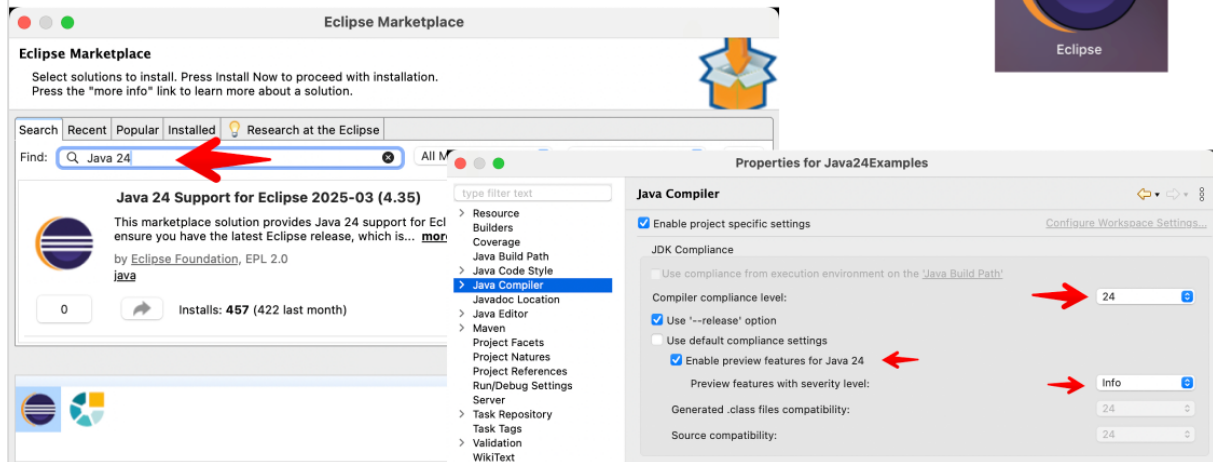 Eclipse Marketplace
Eclipse
Eclipse Marketplace
Select solutions to install. Press Install Now to proceed with installation.
Press the "more info" link to learn more about a solution.
Search Recent Popular Installed Research at the Eclipse
Find: Java 24 All M
Java 24 Support for Eclipse 2025-03 (4.35)
This marketplace solution provides Java 24 support for Ecl
ensure you have the latest Eclipse release, which is... mor
by Eclipse Foundation, EPL 2.0
java
0 Installs: 457 (422 last month)
Properties for Java24Examples
type filter text
Resource
Builders
Coverage
Java Build Path
Java Code Style
Java Compiler
Javadoc Location
Java Editor
Maven
Project Facets
Project Natures
Project References
Run/Debug Settings
Server
Task Repository
Task Tags
Validation
WikiText
Java Compiler
Enable project specific settings Configure Workspace Settings...
JDK Compliance
Use compliance from execution environment on the 'Java Build Path'
Compiler compliance level: 24
Use '--release' option
Use default compliance settings
Enable preview features for Java 24
Preview features with severity level: Info
Generated .class files compatibility: 24
Source compatibility: 24